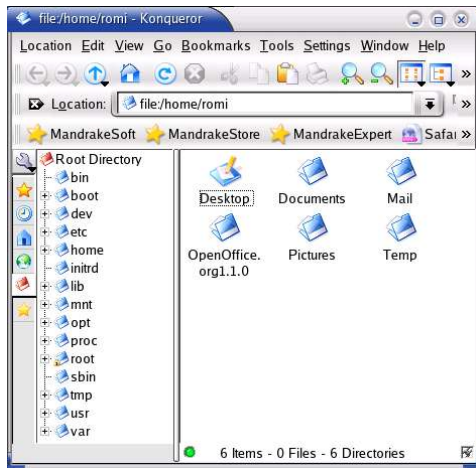 file:/home/romi - Konqueror
Location Edit View Go Bookmarks Tools Settings Window Help
Location: file:/home/romi
MandrakeSoft MandrakeStore MandrakeExpert Safai
Root Directory
bin
boot
dev
etc
home
initrd
lib
mnt
opt
proc
root
sbin
tmp
usr
var
Desktop Documents Mail
OpenOffice. Pictures Temp
org1.1.0
6 Items - 0 Files - 6 Directories